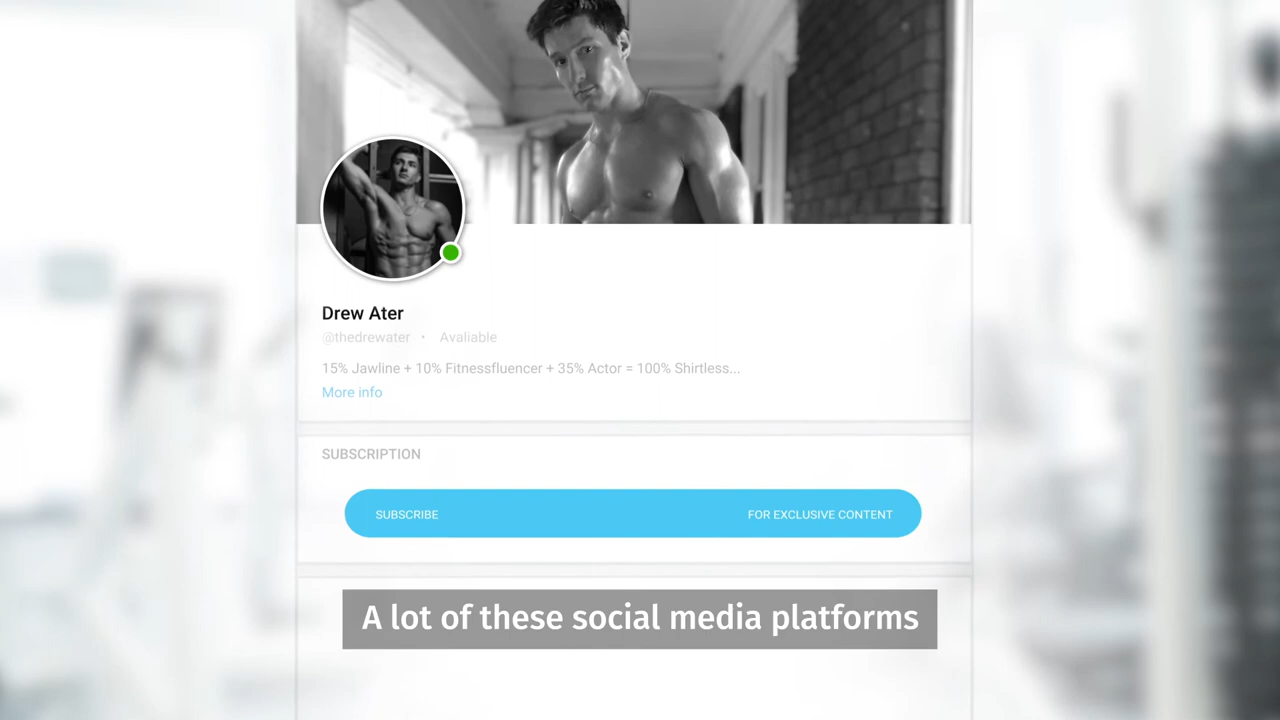 Drew Ater
@thedrewater • Avaliable
15% Jawline + 10% Fitnessfluencer + 35% Actor = 100% Shirtless...
More info
SUBSCRIPTION
SUBSCRIBE FOR EXCLUSIVE CONTENT
A lot of these social media platforms